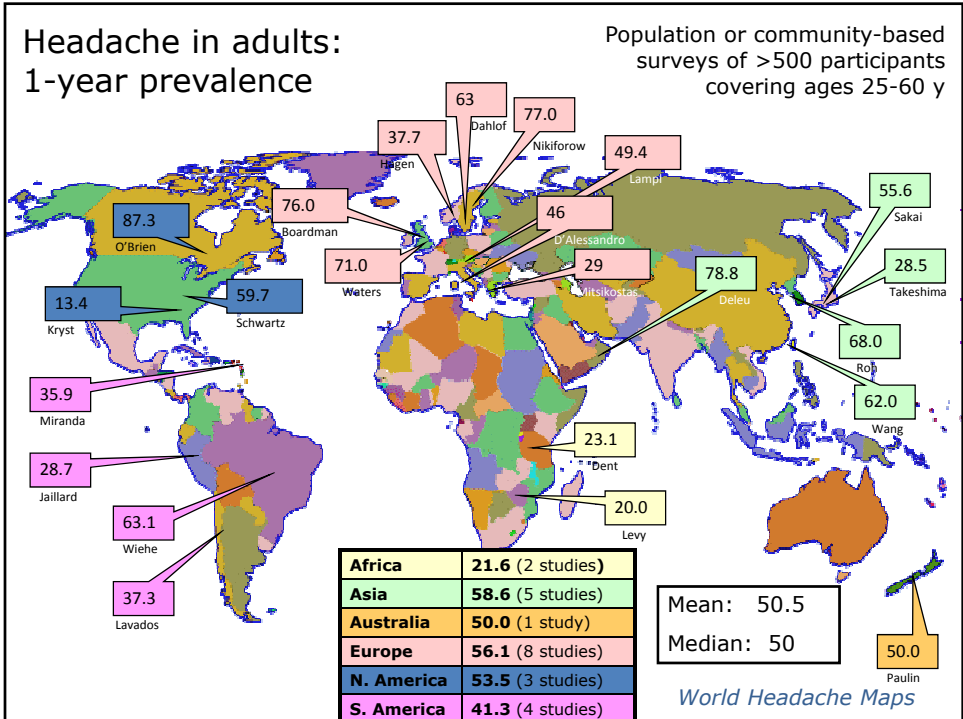 Headache in adults:
1-year prevalence
Population or community-based
surveys of >500 participants
covering ages 25-60 y
63
Dahlof
77.0
Nikiforow
37.7
Hagen
49.4
Lampl
76.0
Boardman
46
D'Alessandro
71.0
Waters
29
Mitsikostas
78.8
Deleu
55.6
Sakai
28.5
Takeshima
68.0
Roh
62.0
Wang
87.3
O'Brien
13.4
Kryst
59.7
Schwartz
35.9
Miranda
28.7
Jaillard
63.1
Wiehe
37.3
Lavados
23.1
Dent
20.0
Levy
50.0
Paulin
Africa 21.6 (2 studies)
Asia 58.6 (5 studies)
Australia 50.0 (1 study)
Europe 56.1 (8 studies)
N. America 53.5 (3 studies)
S. America 41.3 (4 studies)
Mean: 50.5
Median: 50
World Headache Maps